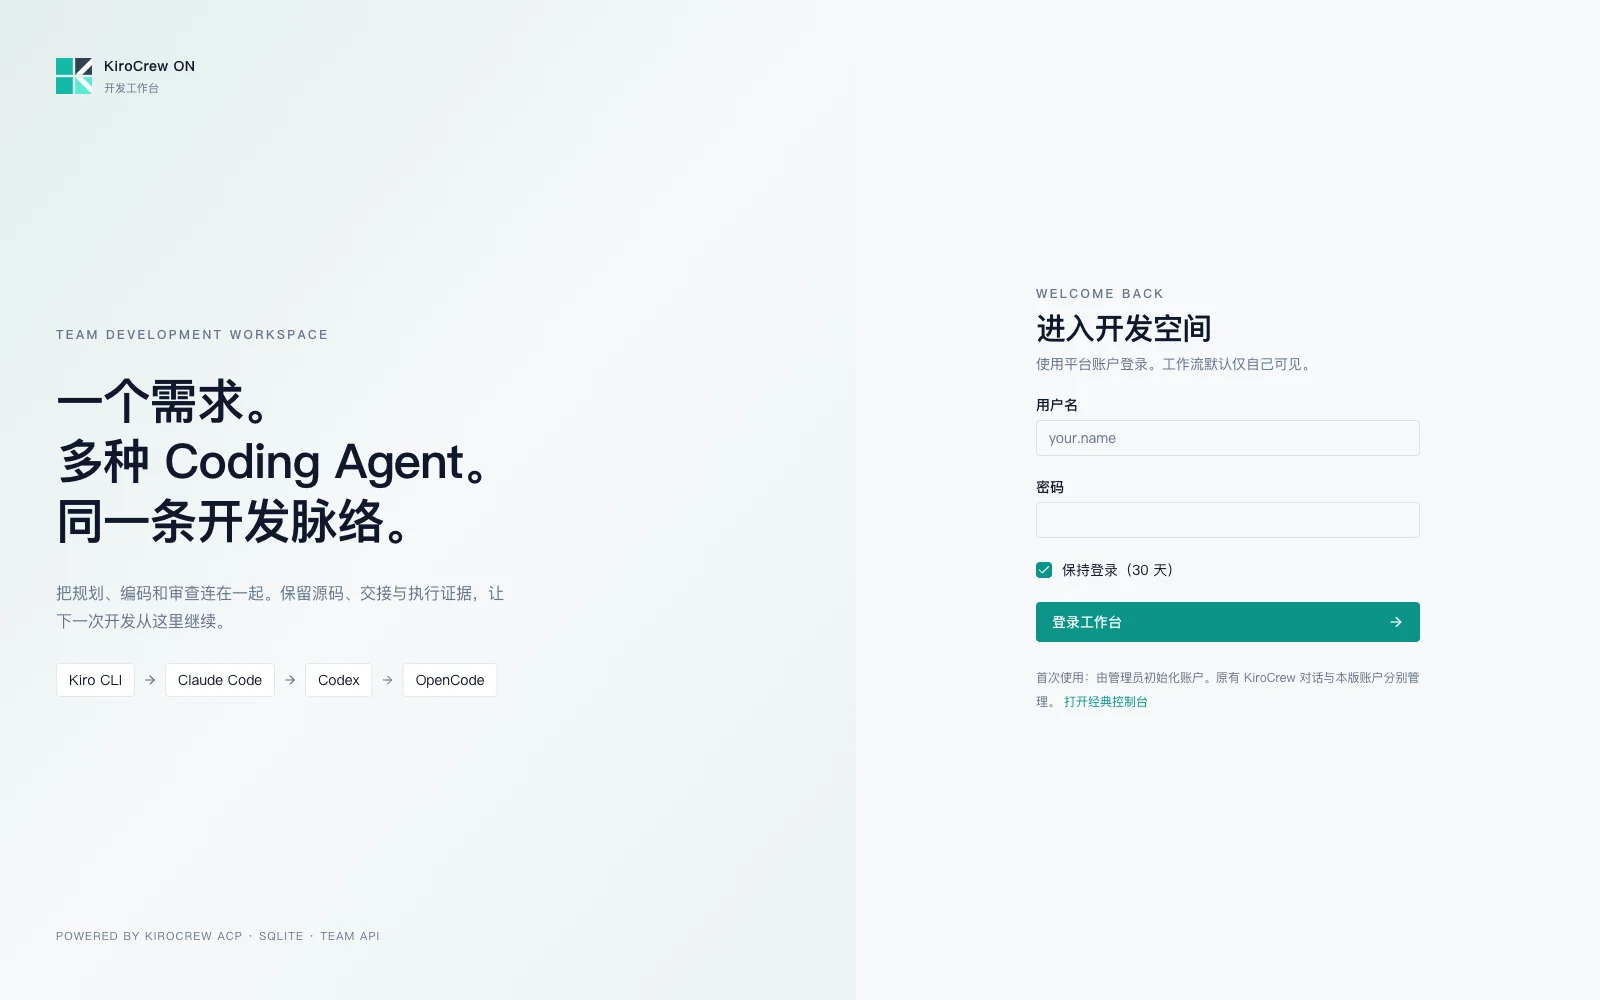 KiroCrew ON
开发工作台
TEAM DEVELOPMENT WORKSPACE
一个需求。
多种 Coding Agent。
同一条开发脉络。
把规划、编码和审查连在一起。保留源码、交接与执行证据，让
下一次开发从这里继续。
Kiro CLI → Claude Code → Codex → OpenCode
POWERED BY KIROCREW ACP · SQLITE · TEAM API
WELCOME BACK
进入开发空间
使用平台账户登录。工作流默认仅自己可见。
用户名
your.name
密码
保持登录（30 天）
登录工作台 →
首次使用：由管理员初始化账户。原有 KiroCrew 对话与本版账户分别管
理。 打开经典控制台